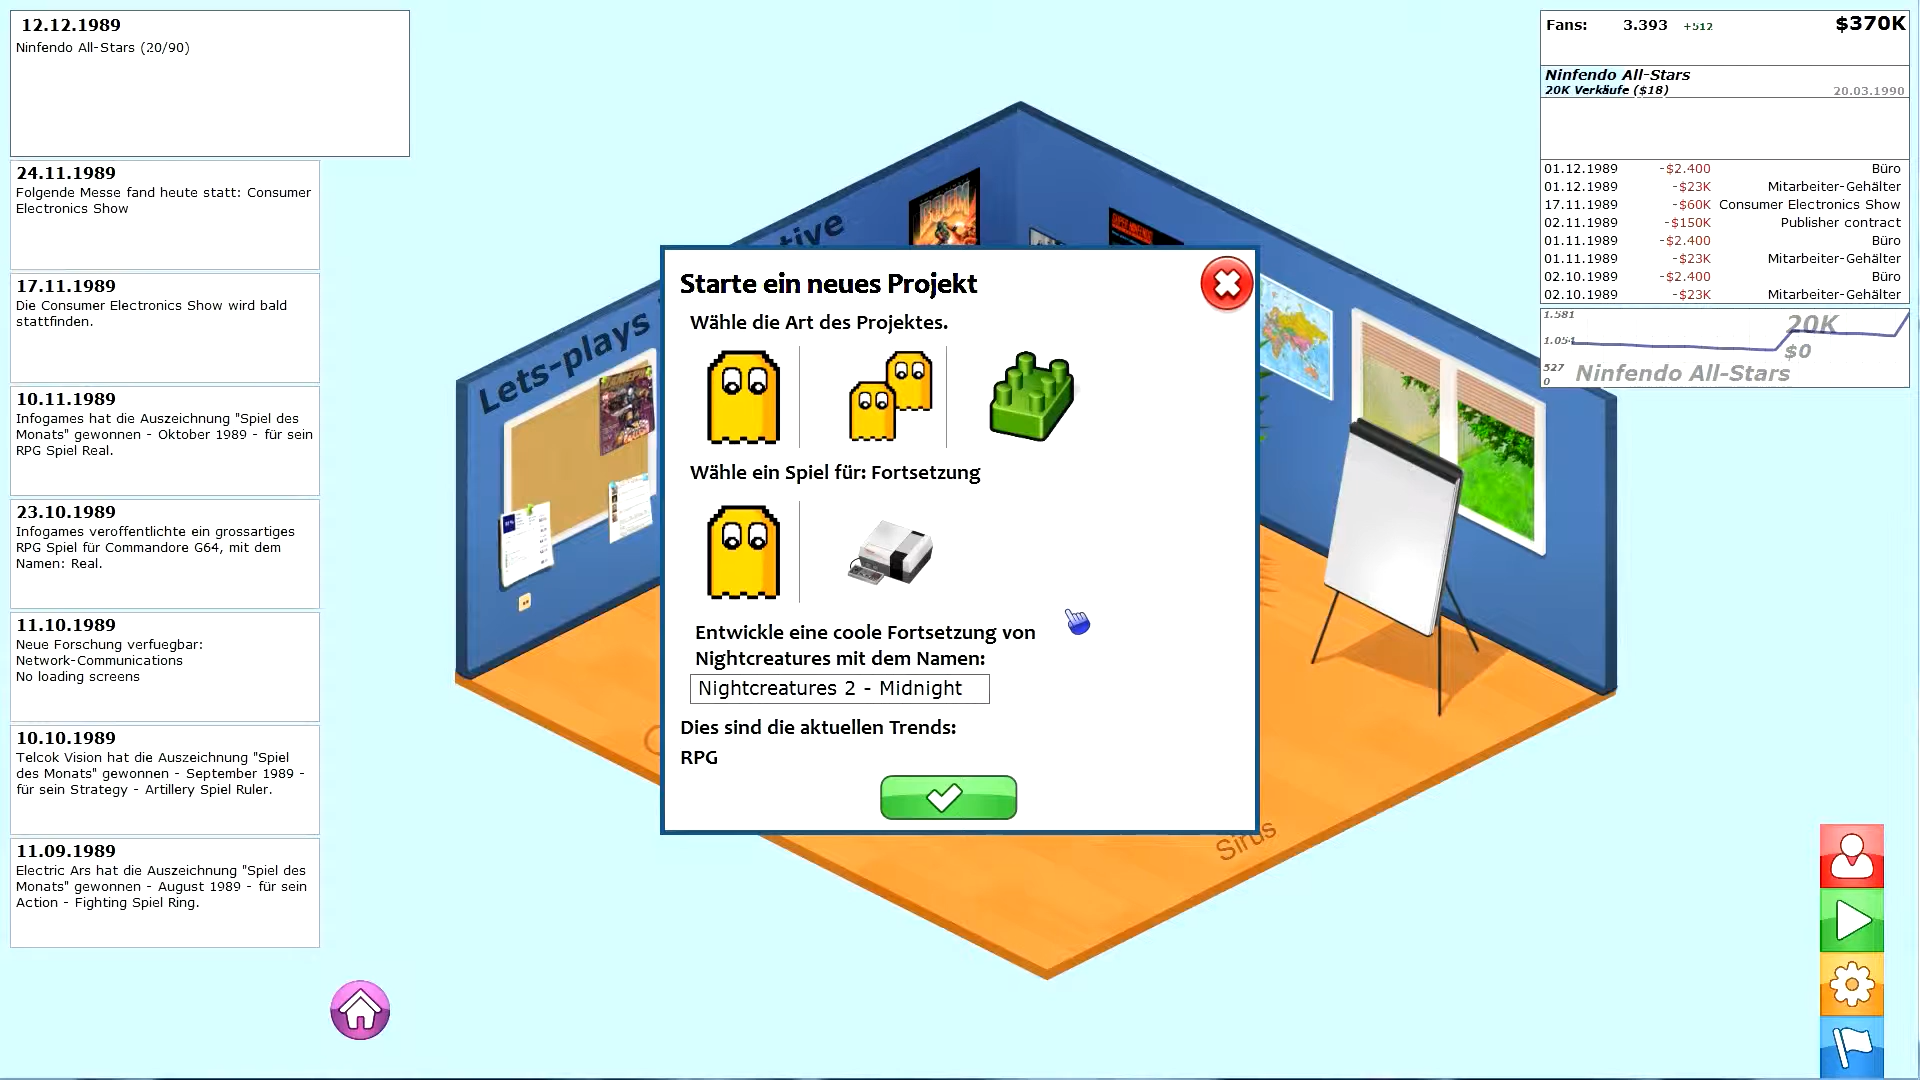 12.12.1989
Ninfendo All-Stars (20/90)
24.11.1989
Folgende Messe fand heute statt: Consumer
Electronics Show
17.11.1989
Die Consumer Electronics Show wird bald
stattfinden.
10.11.1989
Infogames hat die Auszeichnung "Spiel des
Monats" gewonnen - Oktober 1989 - für sein
RPG Spiel Real.
23.10.1989
Infogames veroffentlichte ein grossartiges
RPG Spiel für Commandore G64, mit dem
Namen: Real.
11.10.1989
Neue Forschung verfuegbar:
Network-Communications
No loading screens
10.10.1989
Telcok Vision hat die Auszeichnung "Spiel
des Monats" gewonnen - September 1989 -
für sein Strategy - Artillery Spiel Ruler.
11.09.1989
Electric Ars hat die Auszeichnung "Spiel des
Monats" gewonnen - August 1989 - für sein
Action - Fighting Spiel Ring.
Lets-plays
tive
DOOM
SUPER NINTENDO
Starte ein neues Projekt
Wähle die Art des Projektes.
Wähle ein Spiel für: Fortsetzung
Entwickle eine coole Fortsetzung von
Nightcreatures mit dem Namen:
Nightcreatures 2 - Midnight
Dies sind die aktuellen Trends:
RPG
Sirus
Fans: 3.393 +512 $370K
Ninfendo All-Stars
20K Verkäufe ($18) 20.03.1990
01.12.1989 -$2.400 Büro
01.12.1989 -$23K Mitarbeiter-Gehälter
17.11.1989 -$60K Consumer Electronics Show
02.11.1989 -$150K Publisher contract
01.11.1989 -$2.400 Büro
01.11.1989 -$23K Mitarbeiter-Gehälter
02.10.1989 -$2.400 Büro
02.10.1989 -$23K Mitarbeiter-Gehälter
1.581
20K
1.054
$0
527
0
Ninfendo All-Stars